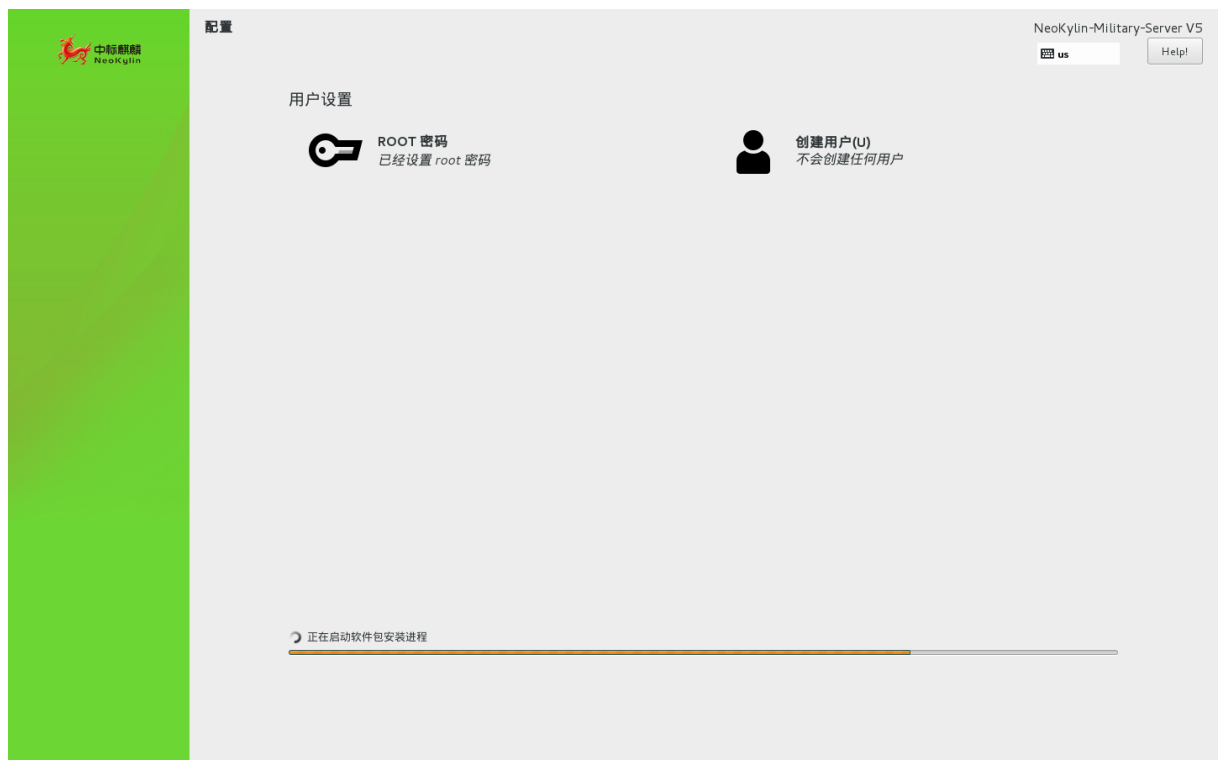 中标麒麟
NeoKylin
配置
NeoKylin-Military-Server V5
us
Help!
用户设置
ROOT 密码
已经设置 root 密码
创建用户(U)
不会创建任何用户
正在启动软件包安装进程